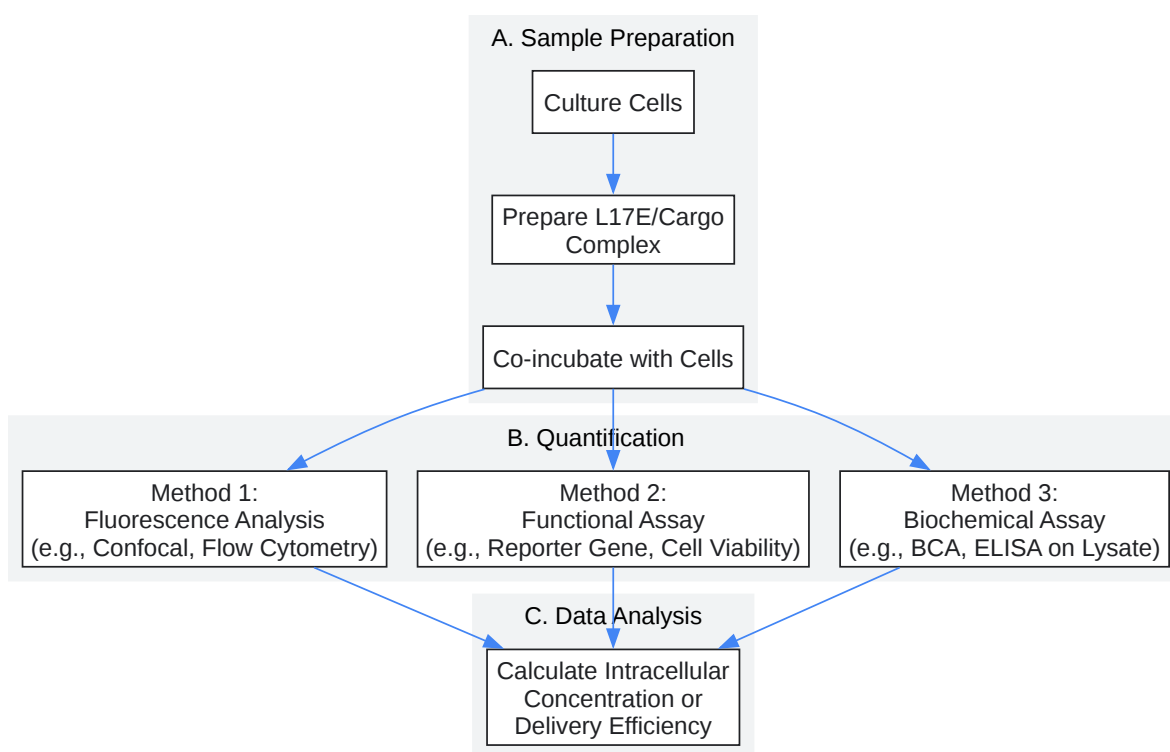 A. Sample Preparation
Culture Cells
Prepare L17E/Cargo
Complex
Co-incubate with Cells
B. Quantification
Method 1:
Fluorescence Analysis
(e.g., Confocal, Flow Cytometry)
Method 2:
Functional Assay
(e.g., Reporter Gene, Cell Viability)
Method 3:
Biochemical Assay
(e.g., BCA, ELISA on Lysate)
C. Data Analysis
Calculate Intracellular
Concentration or
Delivery Efficiency